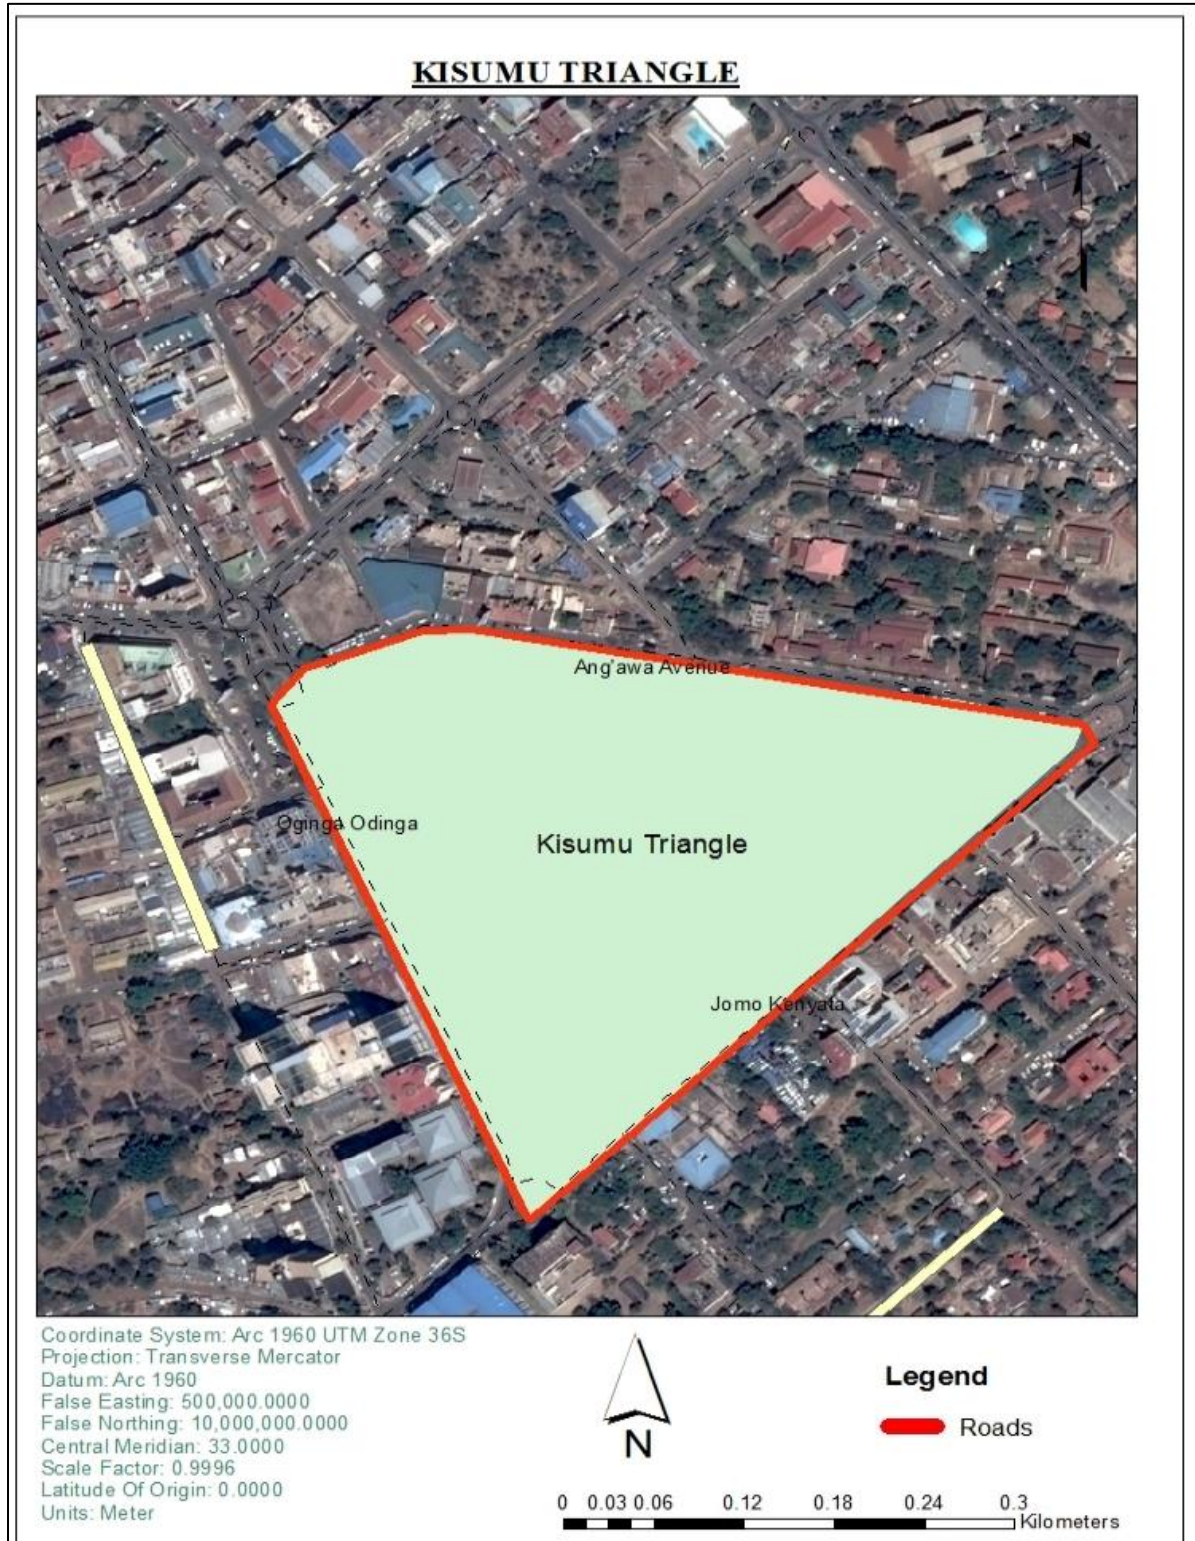 KISUMU TRIANGLE
Ang'awa Avenue
Oginga Odinga
Kisumu Triangle
Jomo Kenyata
Coordinate System: Arc 1960 UTM Zone 36S
Projection: Transverse Mercator
Datum: Arc 1960
False Easting: 500,000.0000
False Northing: 10,000,000.0000
Central Meridian: 33.0000
Scale Factor: 0.9996
Latitude Of Origin: 0.0000
Units: Meter
N
Legend
Roads
0 0.03 0.06 0.12 0.18 0.24 0.3
Kilometers